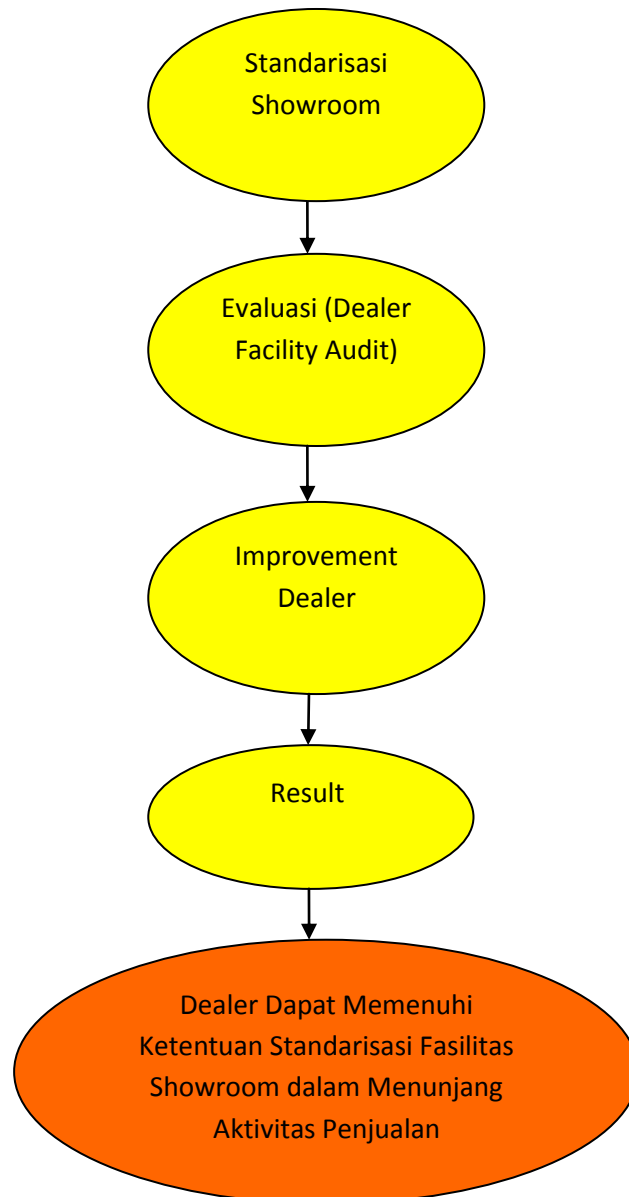 Standarisasi
Showroom
Evaluasi (Dealer
Facility Audit)
Improvement
Dealer
Result
Dealer Dapat Memenuhi
Ketentuan Standarisasi Fasilitas
Showroom dalam Menunjang
Aktivitas Penjualan